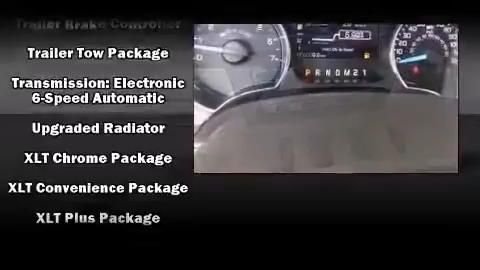 Trailer Brake Controller
Trailer Tow Package
Transmission: Electronic
6-Speed Automatic
Upgraded Radiator
XLT Chrome Package
XLT Convenience Package
XLT Plus Package
P R N D M 2 1